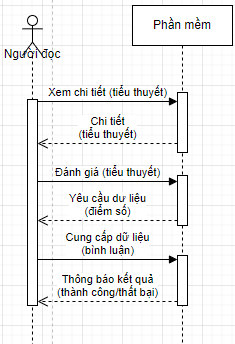 Phần mềm
Người đọc
Xem chi tiết (tiểu thuyết)
Chi tiết
(tiểu thuyết)
Đánh giá (tiểu thuyết)
Yêu cầu dư liệu
(điểm số)
Cung cấp dữ liệu
(bình luận)
Thông báo kết quả
(thành công/thất bại)